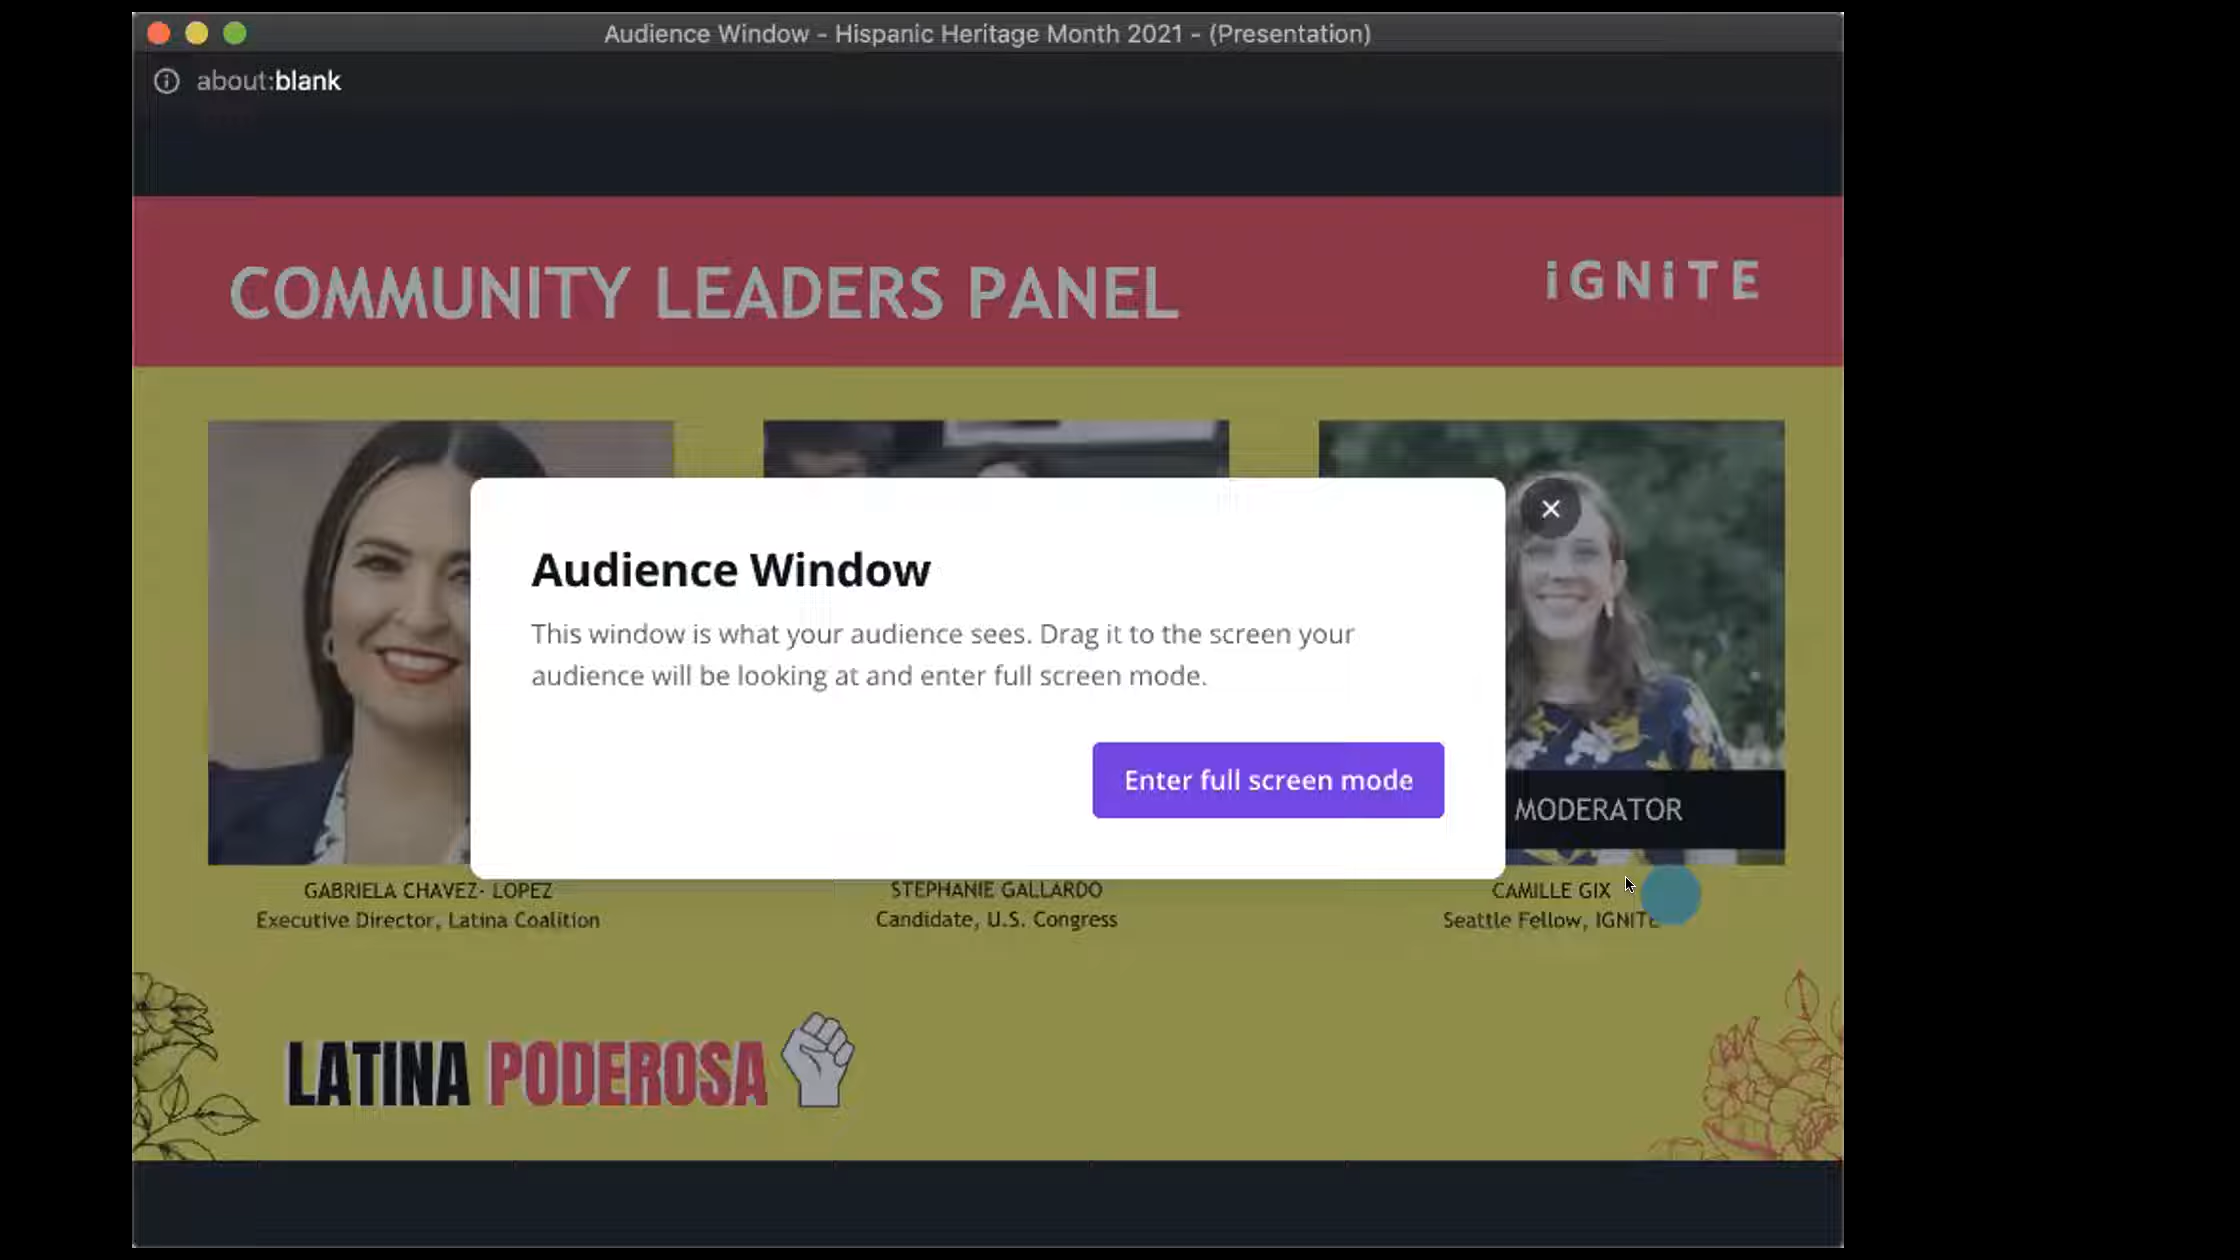 Audience Window - Hispanic Heritage Month 2021 - (Presentation)
about:blank
COMMUNITY LEADERS PANEL
iGNiTE
Audience Window
This window is what your audience sees. Drag it to the screen your
audience will be looking at and enter full screen mode.
Enter full screen mode
MODERATOR
GABRIELA CHAVEZ- LOPEZ
Executive Director, Latina Coalition
STEPHANIE GALLARDO
Candidate, U.S. Congress
CAMILLE GIX
Seattle Fellow, IGNITE
LATINA PODEROSA